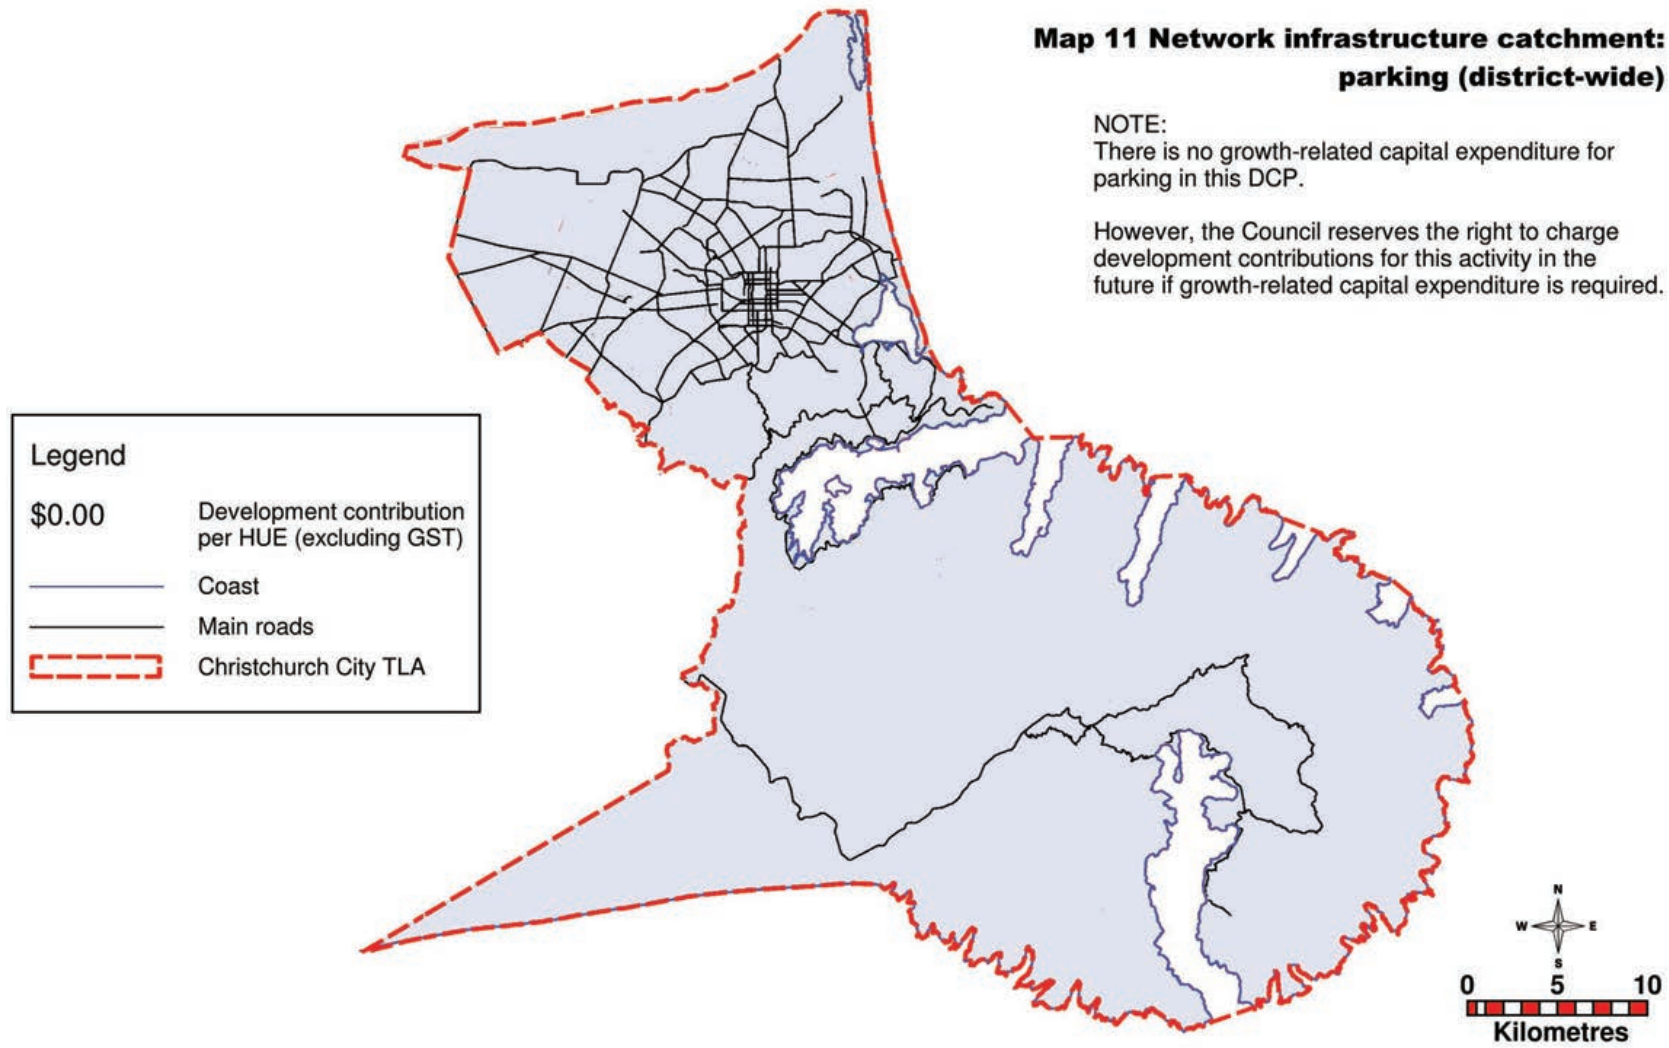 Map 11 Network infrastructure catchment:
parking (district-wide)
NOTE:
There is no growth-related capital expenditure for
parking in this DCP.
However, the Council reserves the right to charge
development contributions for this activity in the
future if growth-related capital expenditure is required.
Legend
$0.00 Development contribution
per HUE (excluding GST)
Coast
Main roads
Christchurch City TLA
N
W E
S
0 5 10
Kilometres